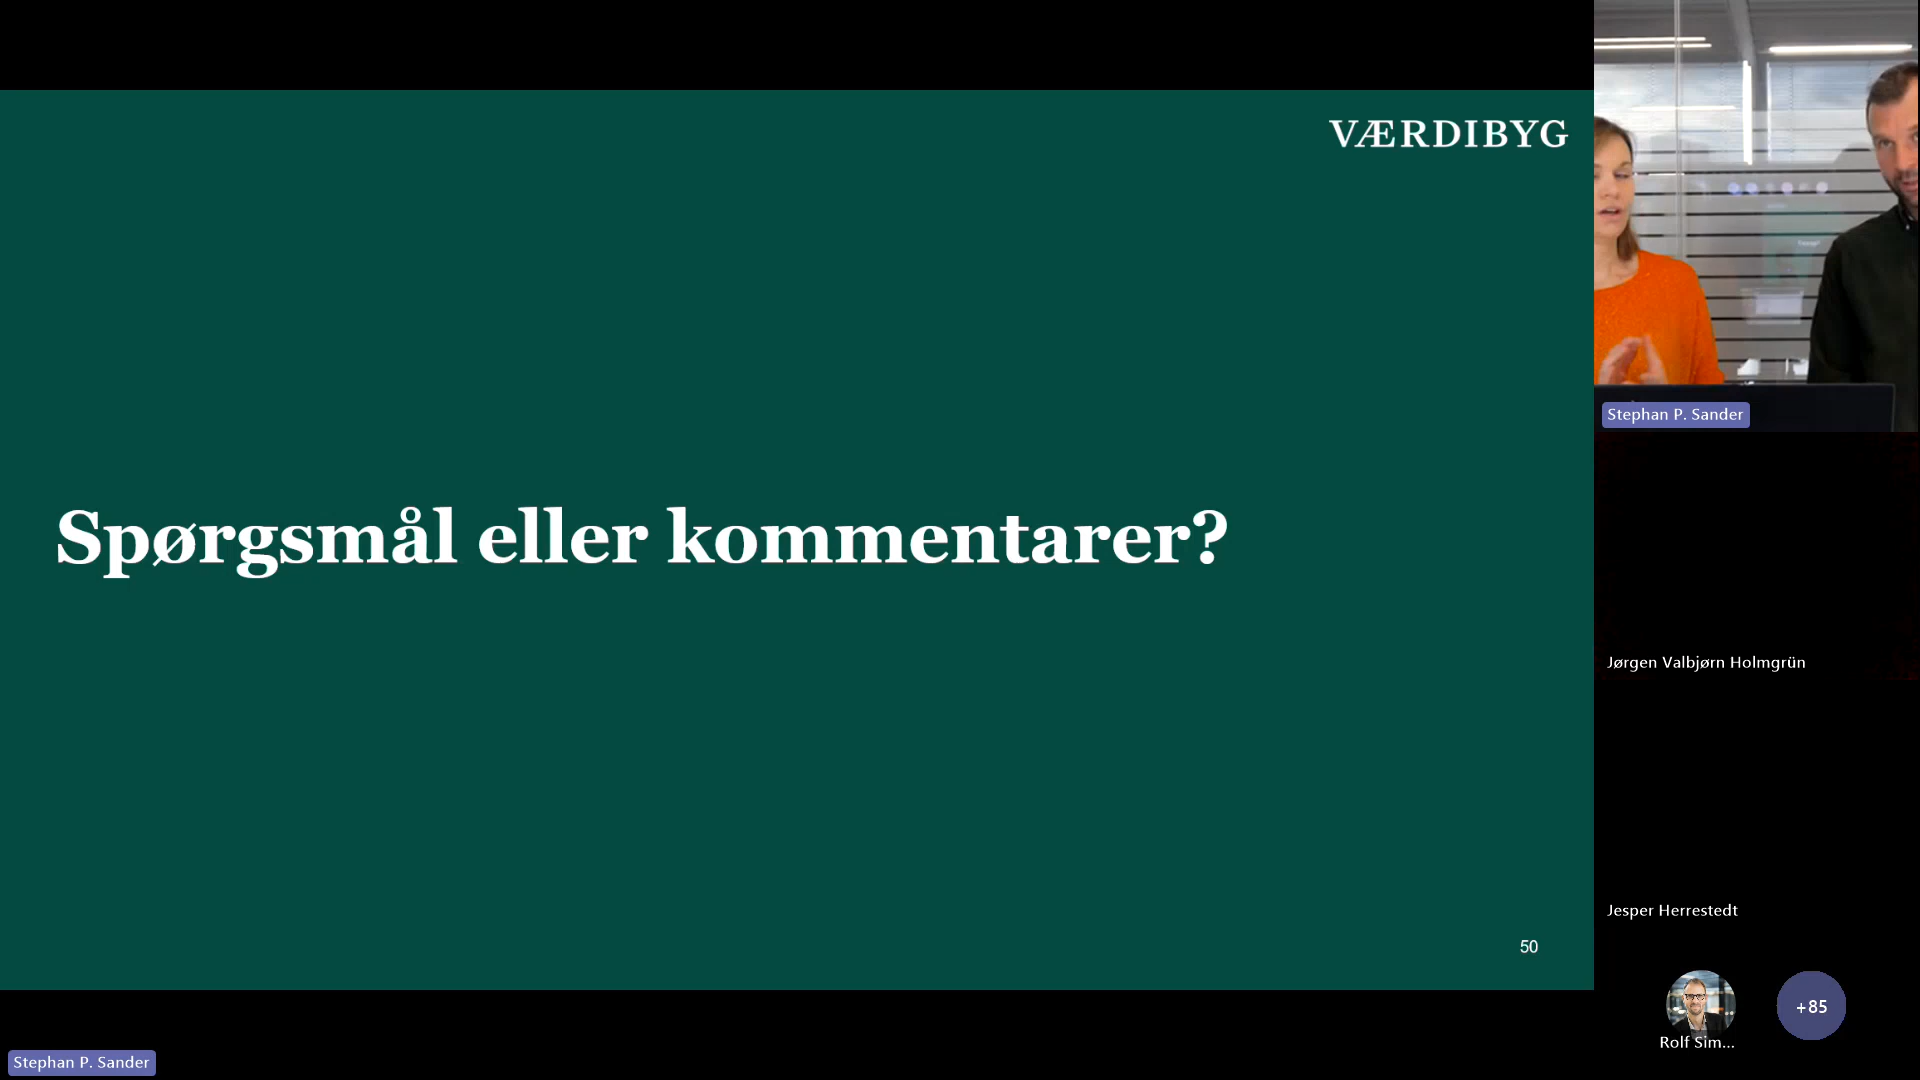 VÆRDIBYG
Spørgsmål eller kommentarer?
50
Stephan P. Sander
Stephan P. Sander
Jørgen Valbjørn Holmgrün
Jesper Herrestedt
Rolf Sim...
+85